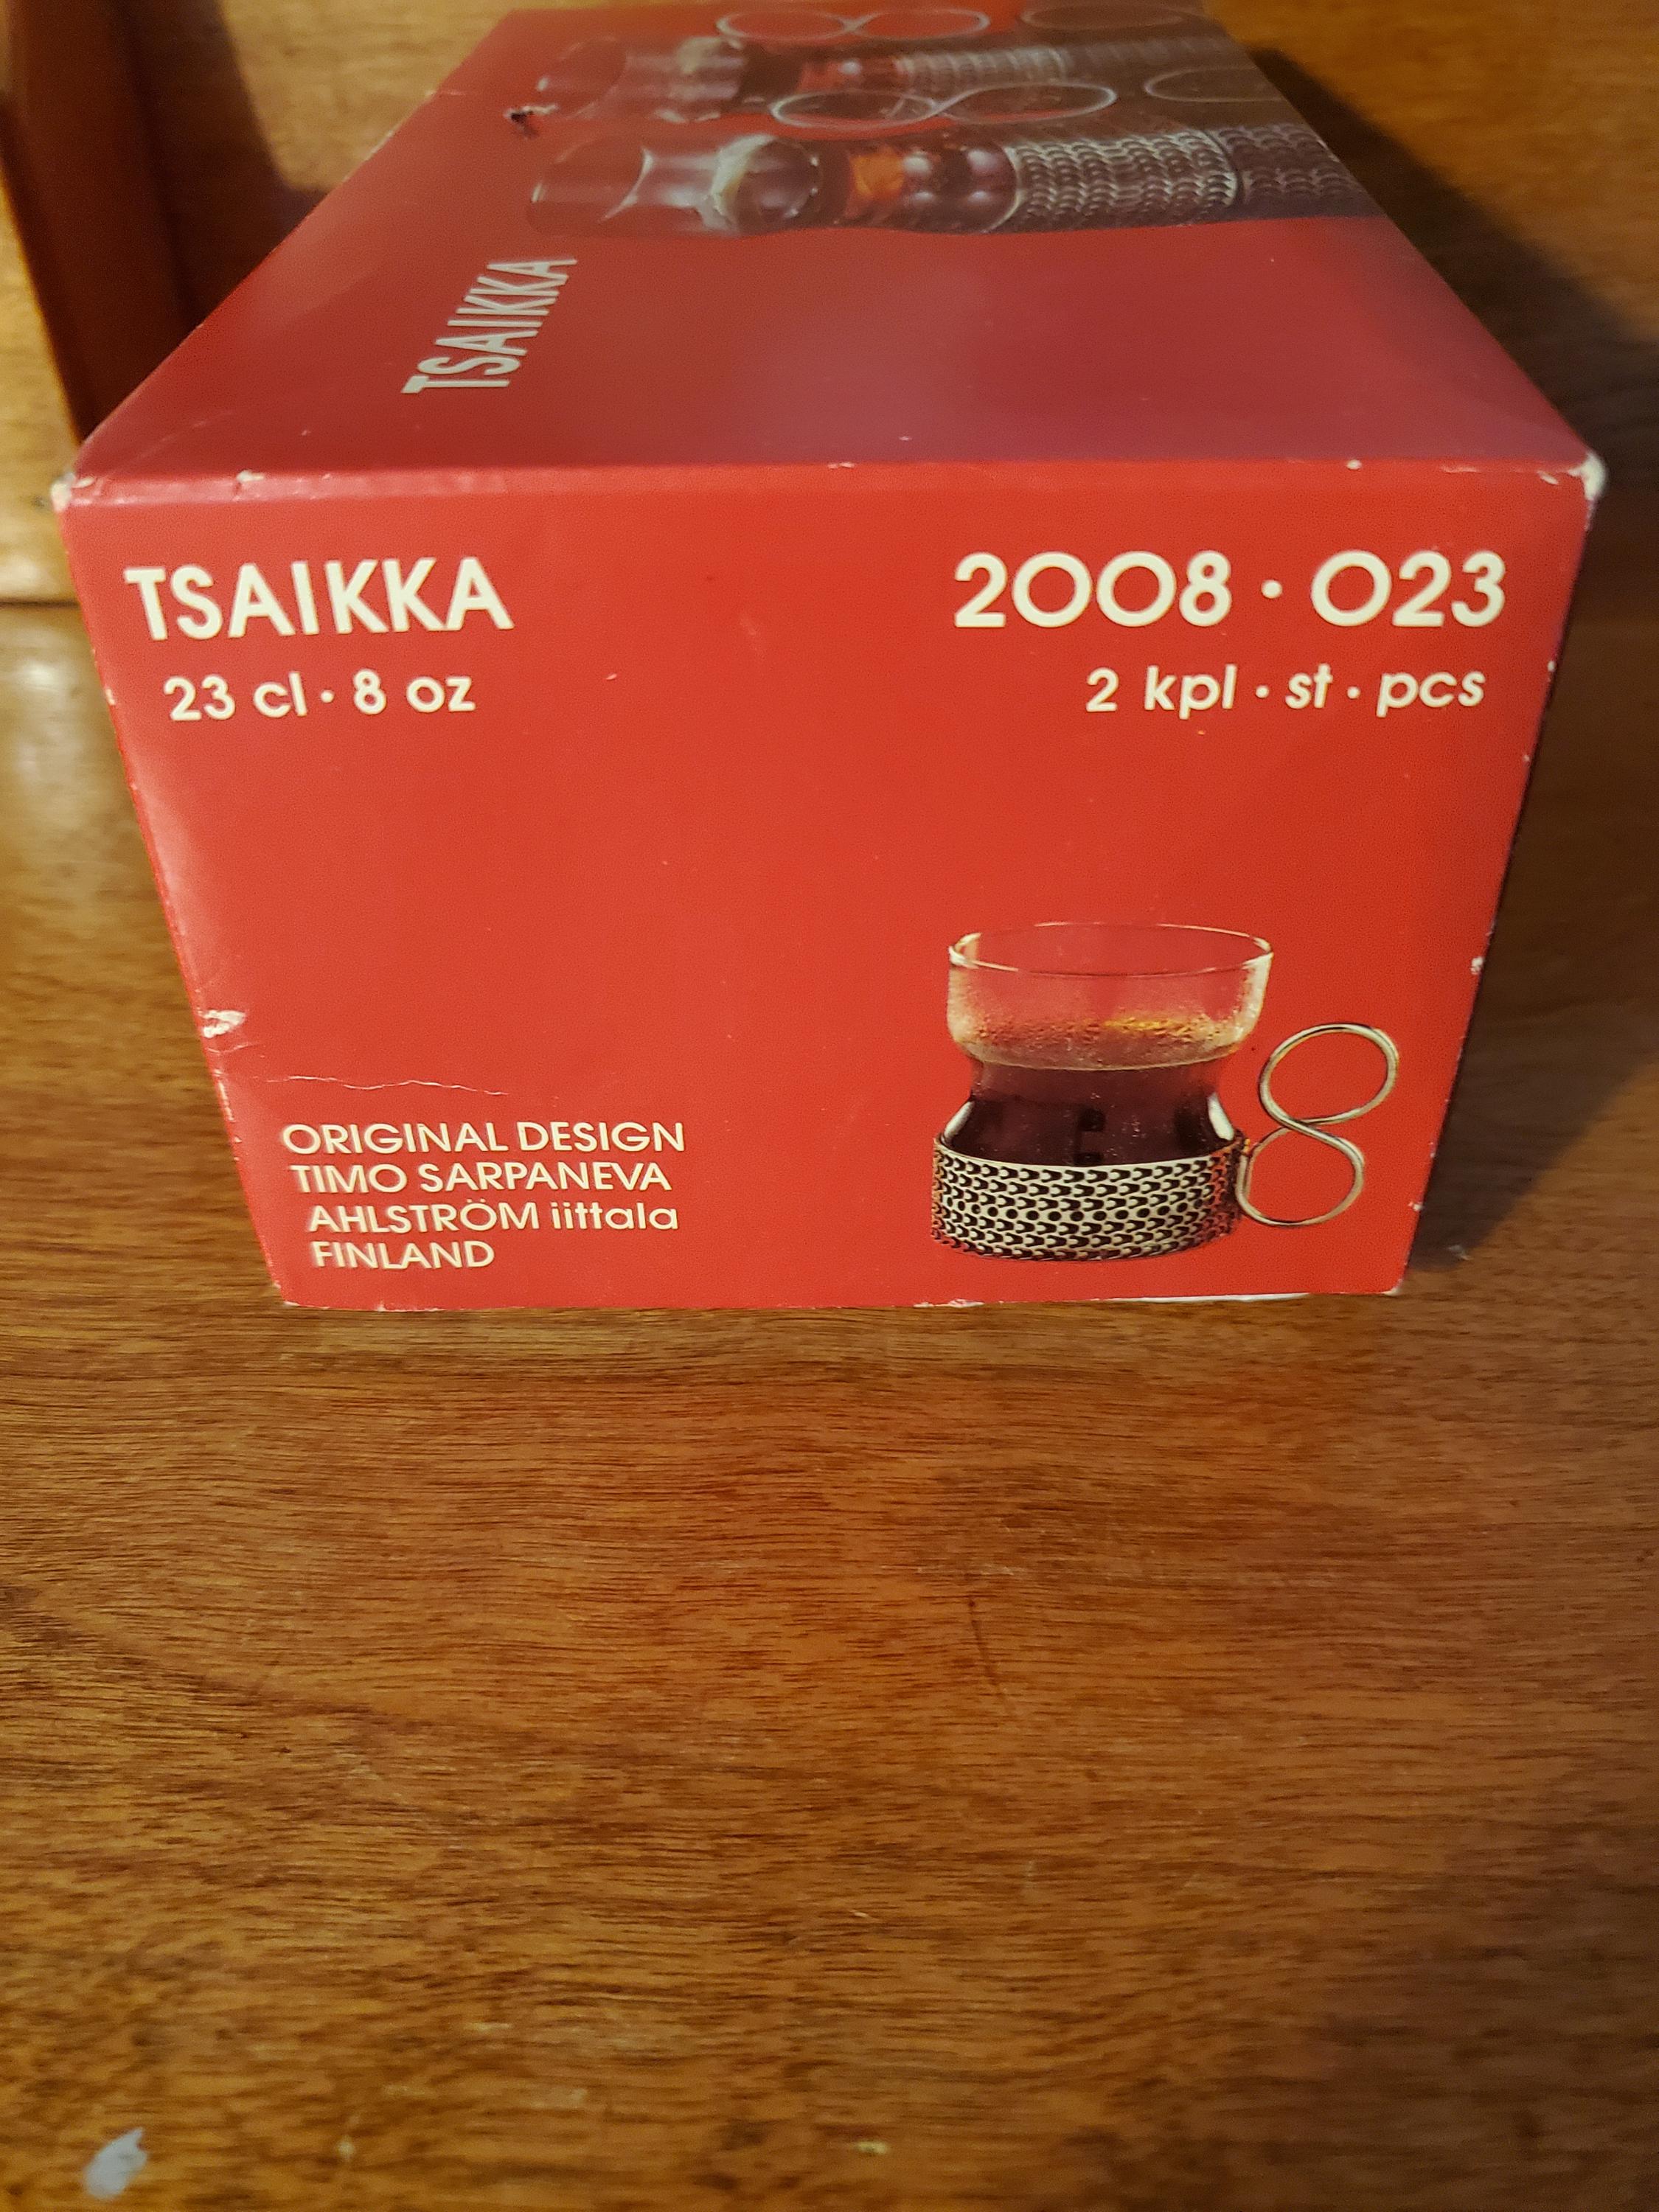 TSAIKKA
TSAIKKA
23 cl · 8 oz
2008 · 023
2 kpl · st · pcs
ORIGINAL DESIGN
TIMO SARPANEVA
AHLSTRÖM iittala
FINLAND